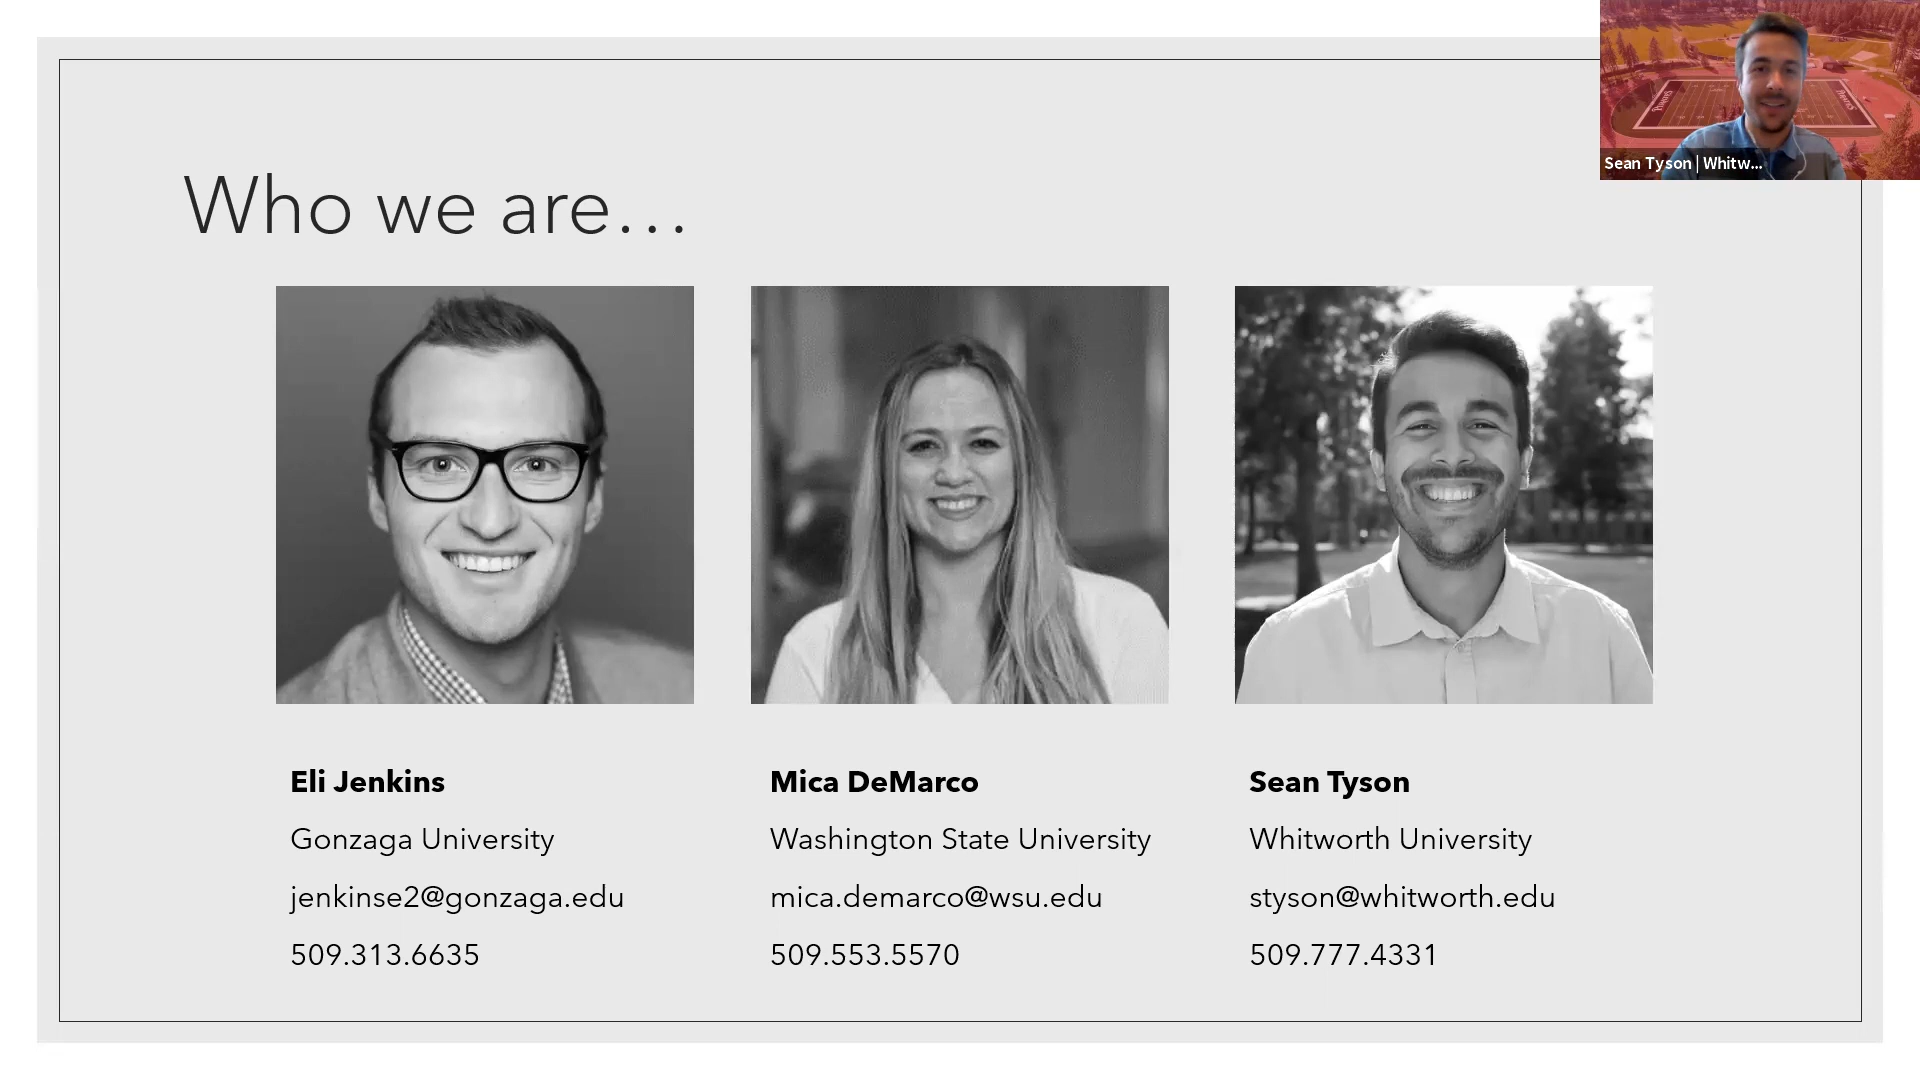 Who we are…
Sean Tyson | Whitw...
Eli Jenkins
Gonzaga University
jenkinse2@gonzaga.edu
509.313.6635
Mica DeMarco
Washington State University
mica.demarco@wsu.edu
509.553.5570
Sean Tyson
Whitworth University
styson@whitworth.edu
509.777.4331